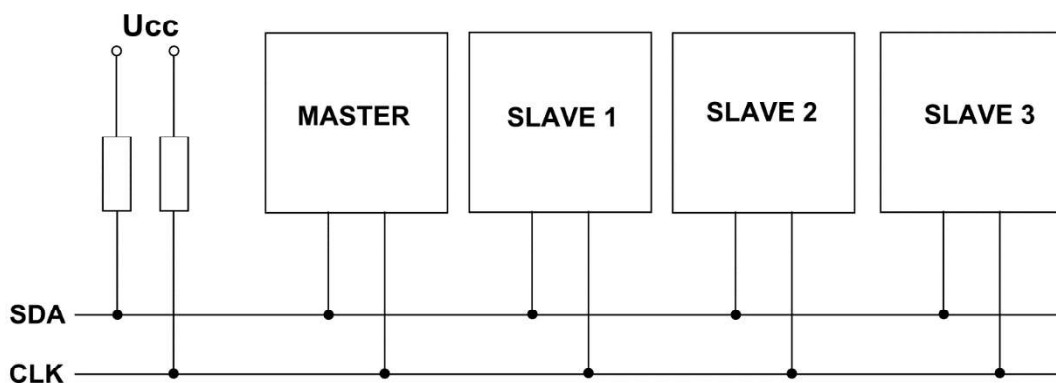 Ucc
MASTER
SLAVE 1
SLAVE 2
SLAVE 3
SDA
CLK